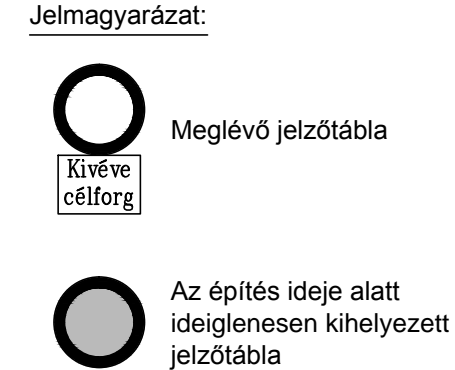 Jelmagyarázat:
Meglévő jelzőtábla
Kivéve
célforg
Az építés ideje alatt
ideiglenesen kihelyezett
jelzőtábla